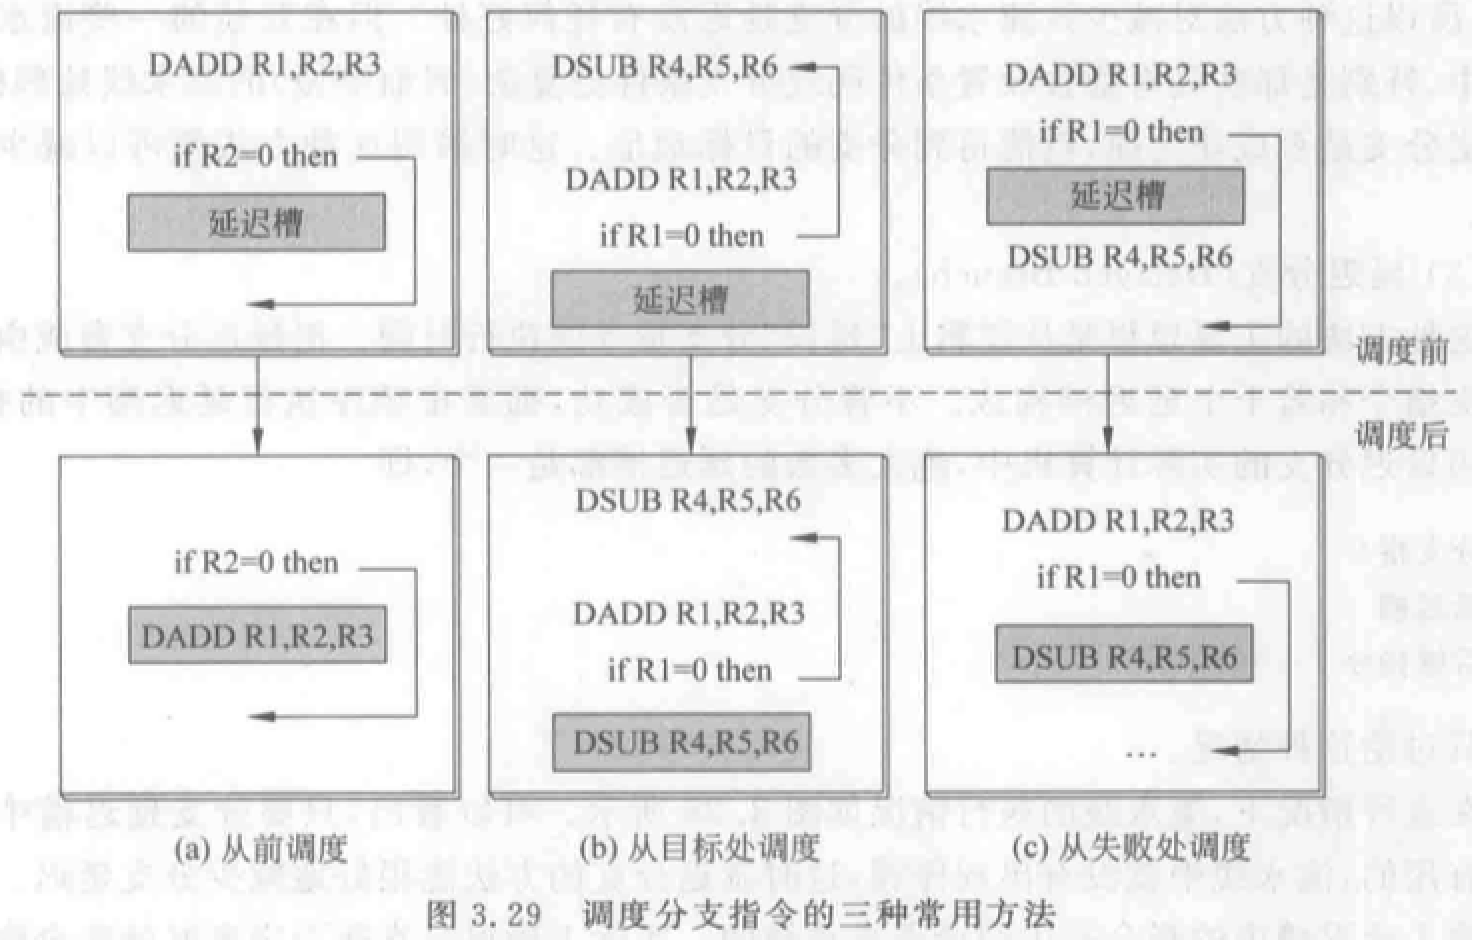 DADD R1,R2,R3
if R2=0 then
延迟槽
DSUB R4,R5,R6
DADD R1,R2,R3
if R1=0 then
延迟槽
DADD R1,R2,R3
if R1=0 then
延迟槽
DSUB R4,R5,R6
调度前
调度后
if R2=0 then
DADD R1,R2,R3
DSUB R4,R5,R6
DADD R1,R2,R3
if R1=0 then
DSUB R4,R5,R6
DADD R1,R2,R3
if R1=0 then
DSUB R4,R5,R6
…
(a) 从前调度
(b) 从目标处调度
(c) 从失败处调度
图 3.29 调度分支指令的三种常用方法